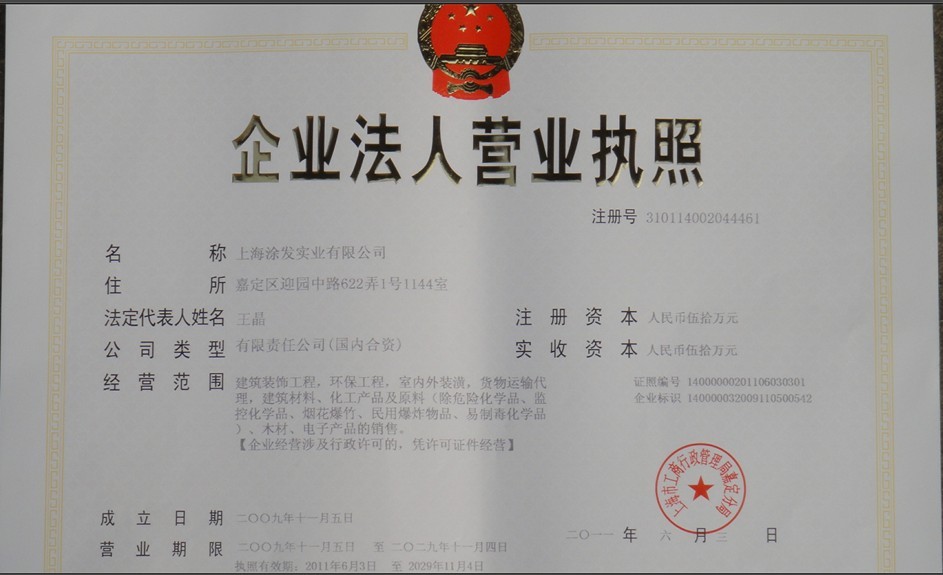 企业法人营业执照
注册号 310114002044461
名称 上海涂发实业有限公司
住所 嘉定区迎园中路622弄1号1144室
法定代表人姓名 王晶
注册资本 人民币伍拾万元
公司类型 有限责任公司(国内合资)
实收资本 人民币伍拾万元
经营范围 建筑装饰工程，环保工程，室内外装潢，货物运输代
理，建筑材料、化工产品及原料（除危险化学品、监
控化学品、烟花爆竹、民用爆炸物品、易制毒化学品
）、木材、电子产品的销售。
【企业经营涉及行政许可的，凭许可证件经营】
证照编号 14000000201106030301
企业标识 140000032009110500542
上海市工商行政管理局嘉定分局
成立日期 二〇〇九年十一月五日
二〇一一年六月三日
营业期限 二〇〇九年十一月五日 至 二〇二九年十一月四日
执照有效期：2011年6月3日 至 2029年11月4日